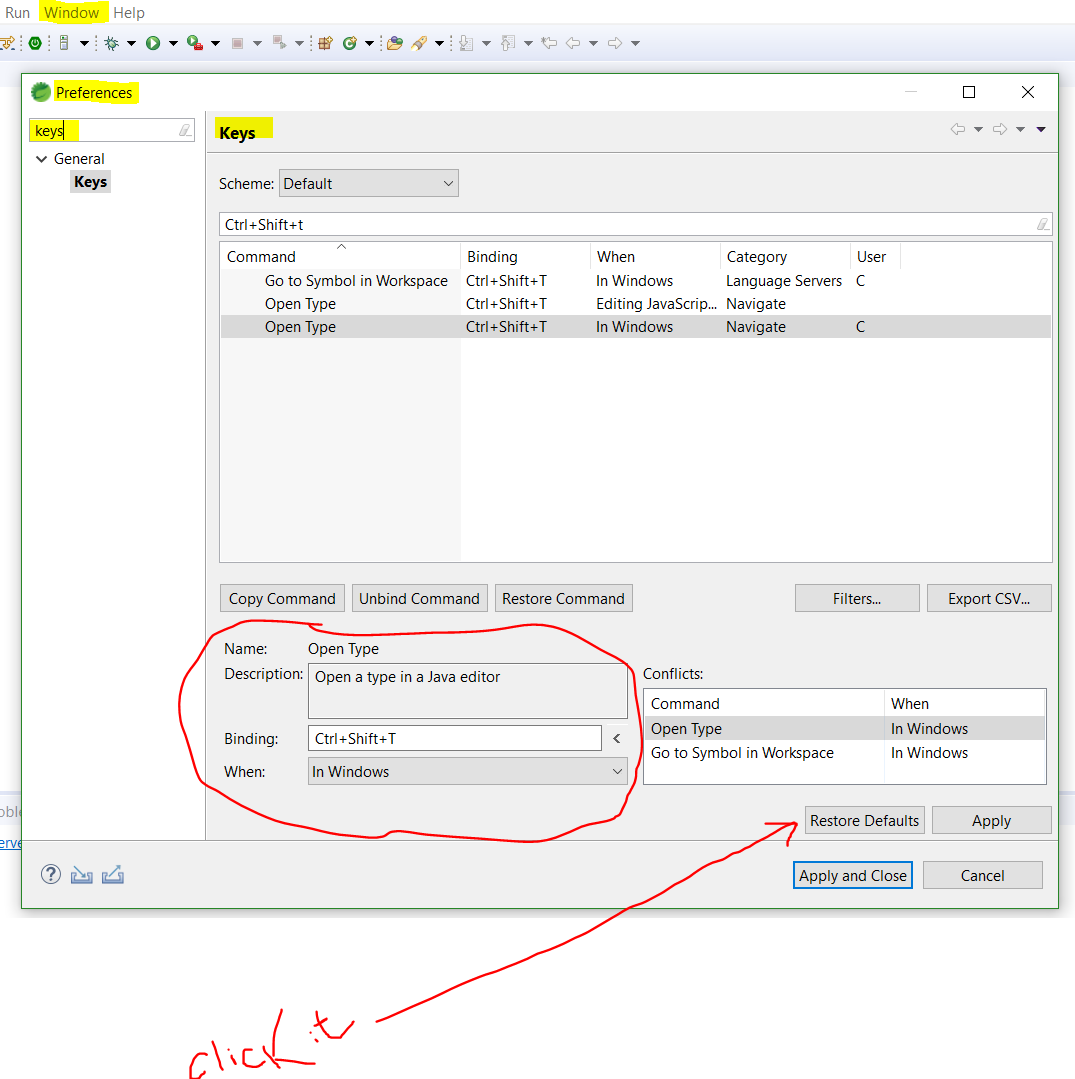 Run Window Help
Preferences
keys
General
Keys
Keys
Scheme: Default
Ctrl+Shift+t
Command Binding When Category User
Go to Symbol in Workspace Ctrl+Shift+T In Windows Language Servers C
Open Type Ctrl+Shift+T Editing JavaScrip... Navigate
Open Type Ctrl+Shift+T In Windows Navigate C
Copy Command Unbind Command Restore Command Filters... Export CSV...
Name: Open Type
Description: Open a type in a Java editor
Binding: Ctrl+Shift+T <
When: In Windows
Conflicts:
Command When
Open Type In Windows
Go to Symbol in Workspace In Windows
Restore Defaults Apply
? Apply and Close Cancel
click it